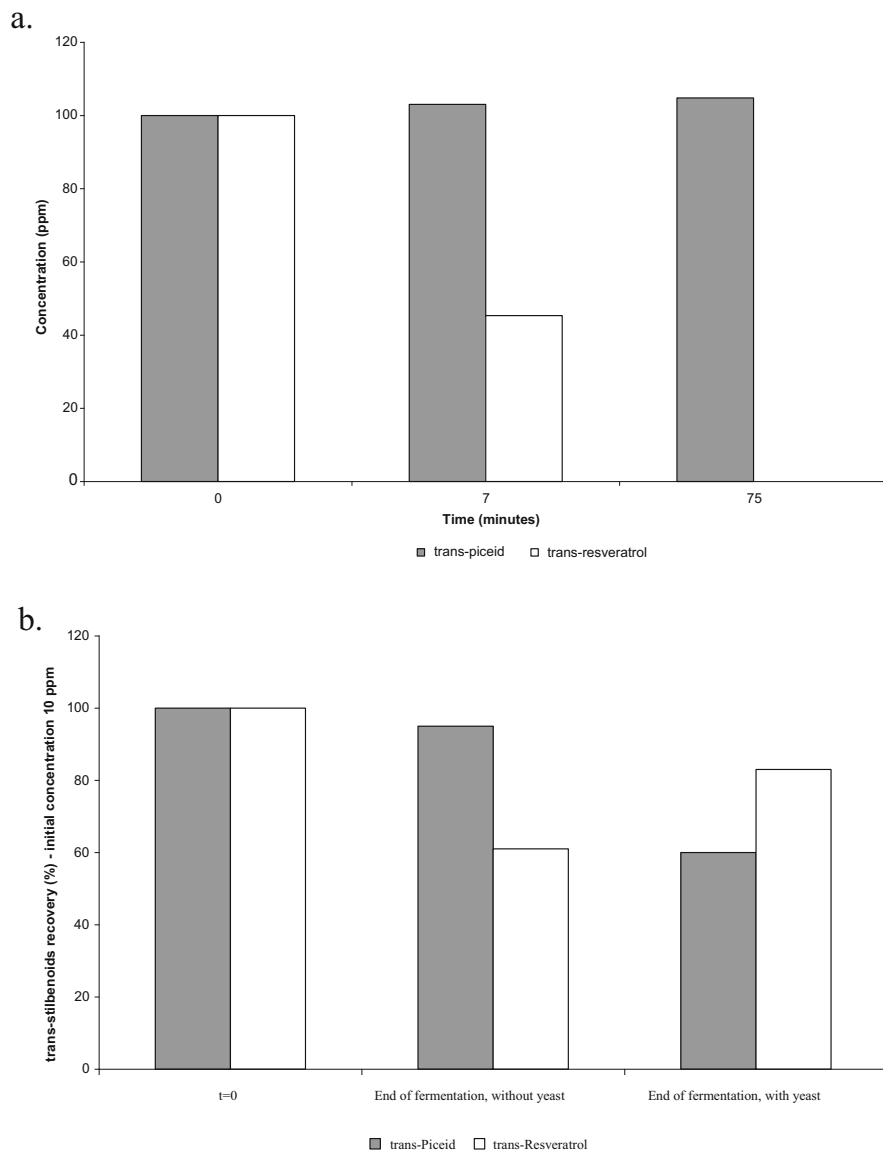 a.
120
100
80
60
40
20
0
Concentration (ppm)
0 7 75
Time (minutes)
trans-piceid trans-resveratrol
b.
120
100
80
60
40
20
0
trans-stilbenoids recovery (%) - initial concentration 10 ppm
t=0 End of fermentation, without yeast End of fermentation, with yeast
trans-Piceid trans-Resveratrol